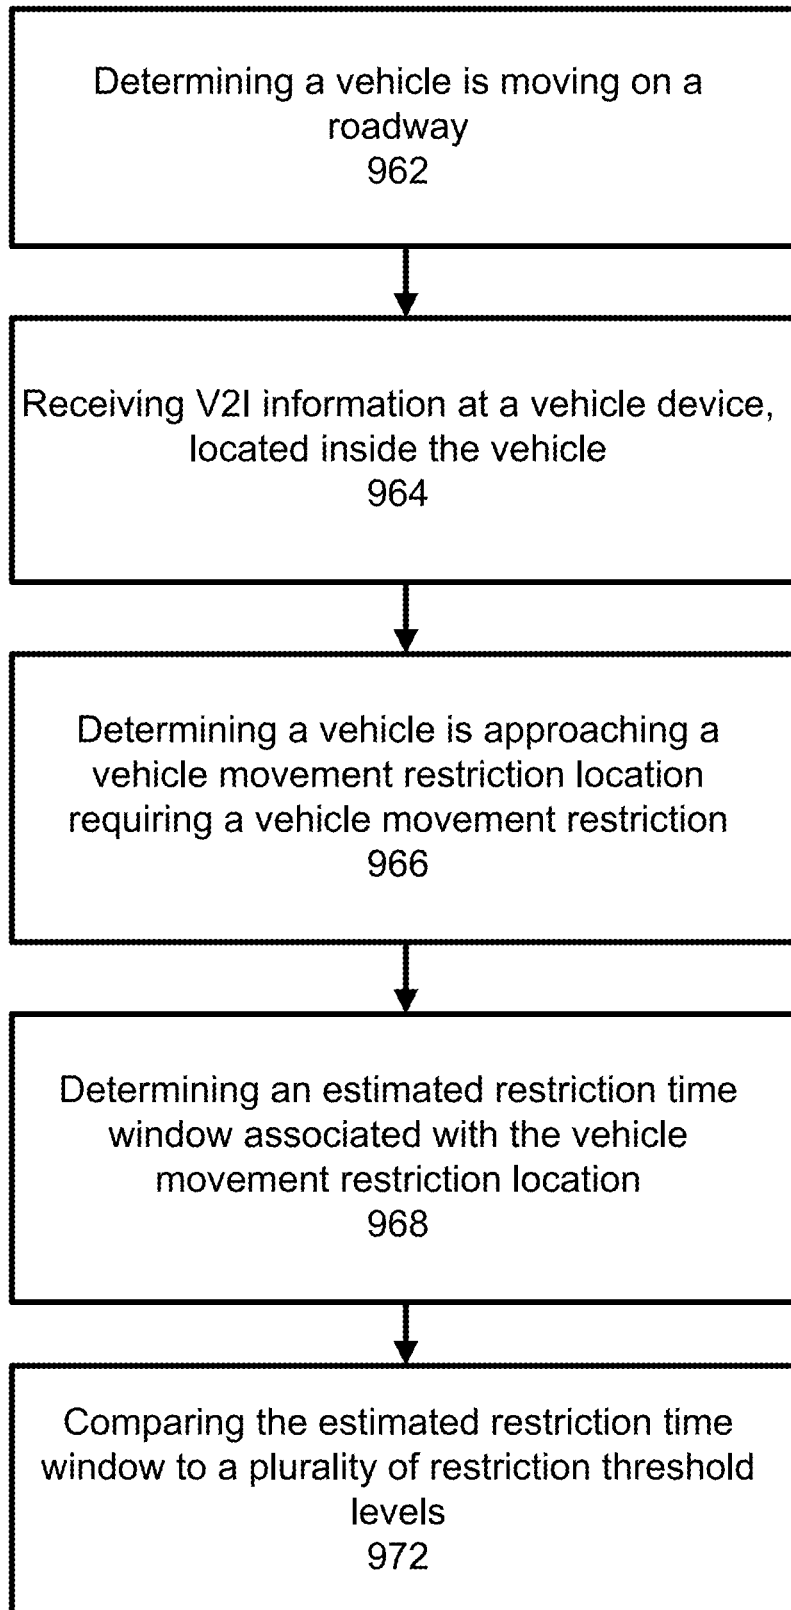 Determining a vehicle is moving on a
roadway
962
Receiving V2I information at a vehicle device,
located inside the vehicle
964
Determining a vehicle is approaching a
vehicle movement restriction location
requiring a vehicle movement restriction
966
Determining an estimated restriction time
window associated with the vehicle
movement restriction location
968
Comparing the estimated restriction time
window to a plurality of restriction threshold
levels
972